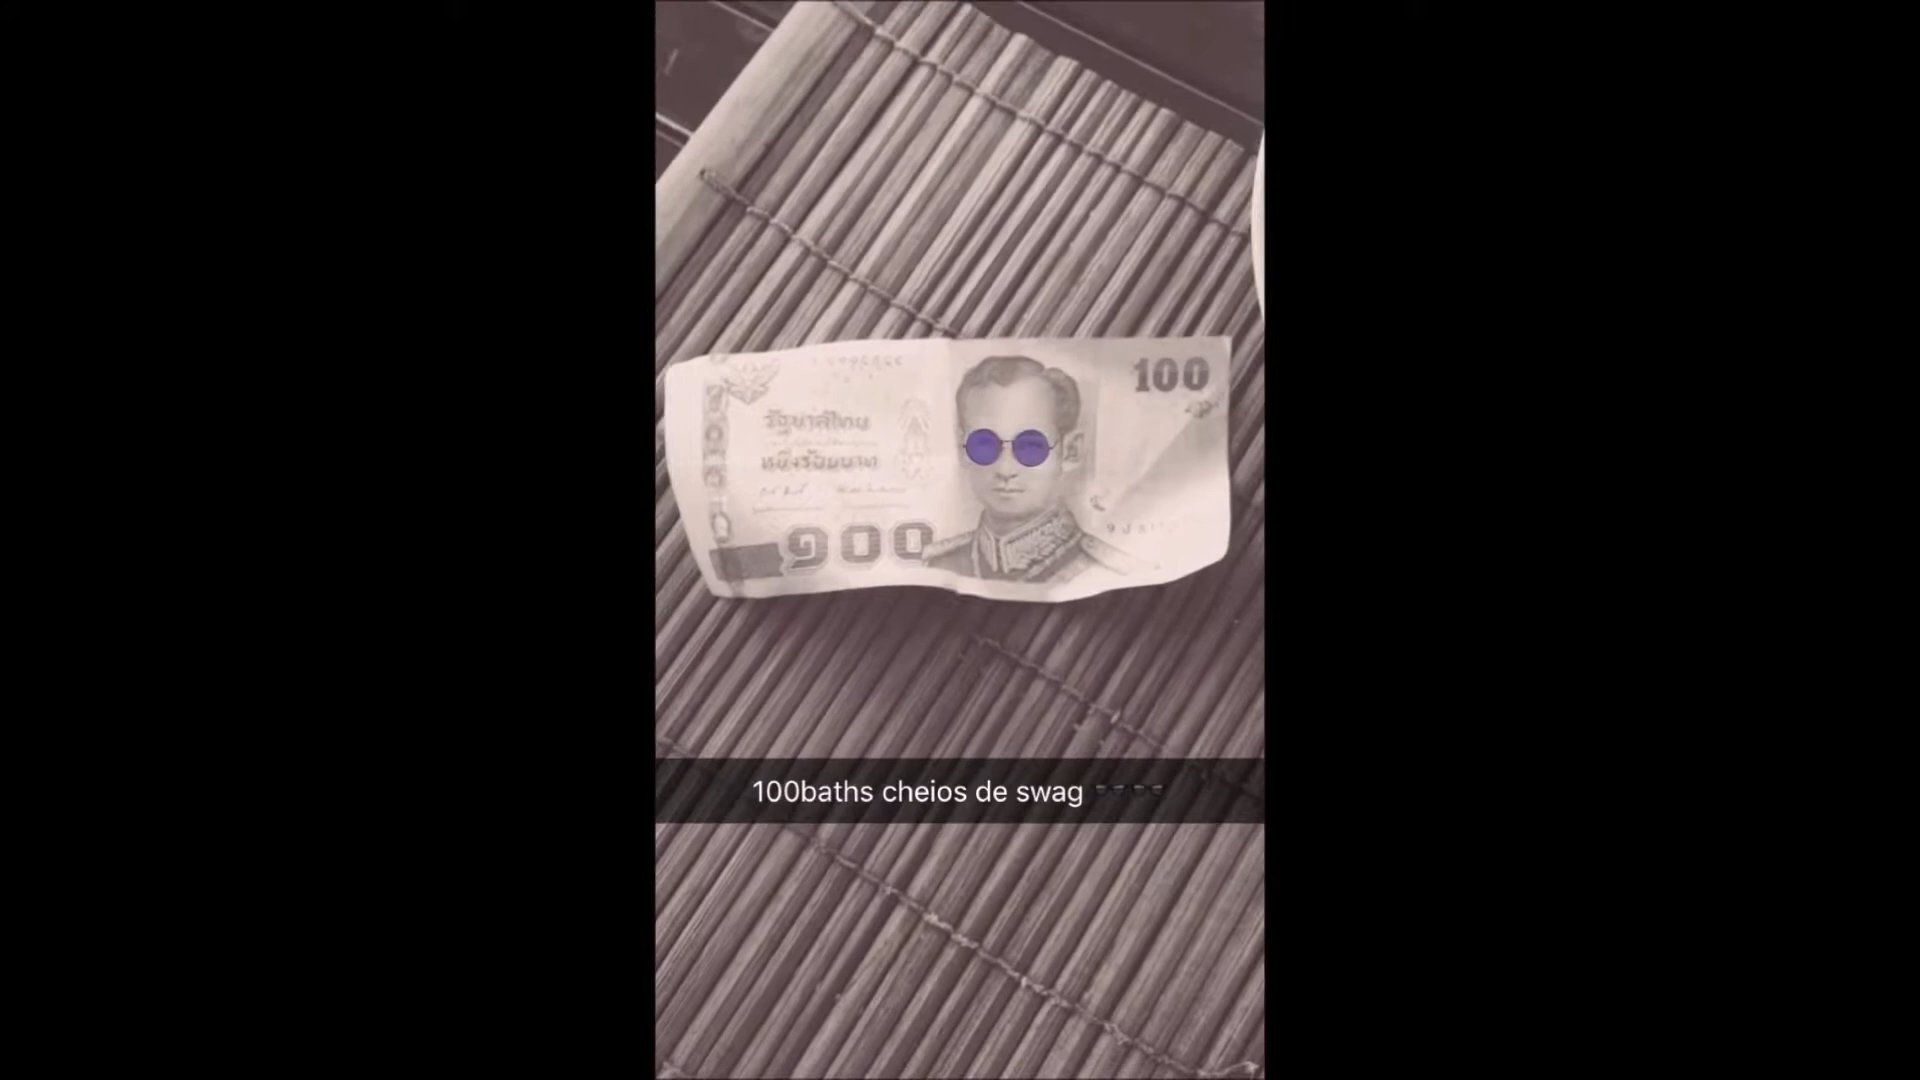 100
รัฐบาลไทย
หนึ่งร้อยบาท
๑๐๐
100baths cheios de swag 🕶🕶